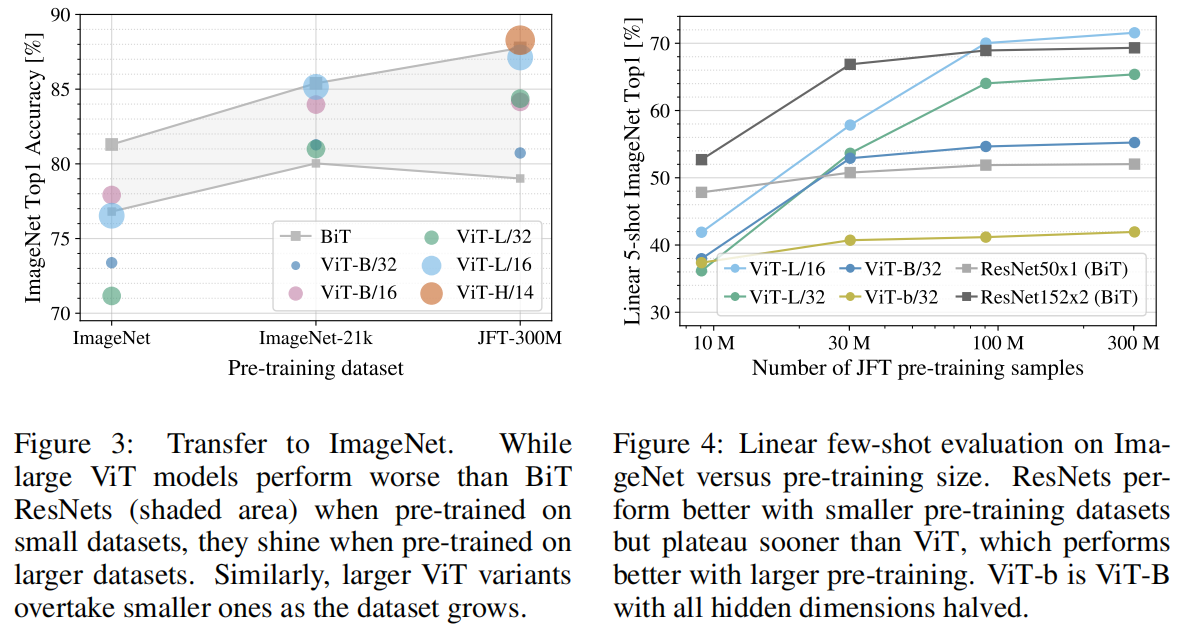 90
85
80
75
70
ImageNet Top1 Accuracy [%]
BiT
ViT-B/32
ViT-B/16
ViT-L/32
ViT-L/16
ViT-H/14
ImageNet
ImageNet-21k
JFT-300M
Pre-training dataset
70
60
50
40
30
Linear 5-shot ImageNet Top1 [%]
ViT-L/16
ViT-L/32
ViT-B/32
ViT-b/32
ResNet50x1 (BiT)
ResNet152x2 (BiT)
10 M
30 M
100 M
300 M
Number of JFT pre-training samples
Figure 3: Transfer to ImageNet. While
large ViT models perform worse than BiT
ResNets (shaded area) when pre-trained on
small datasets, they shine when pre-trained on
larger datasets. Similarly, larger ViT variants
overtake smaller ones as the dataset grows.
Figure 4: Linear few-shot evaluation on Ima-
geNet versus pre-training size. ResNets per-
form better with smaller pre-training datasets
but plateau sooner than ViT, which performs
better with larger pre-training. ViT-b is ViT-B
with all hidden dimensions halved.